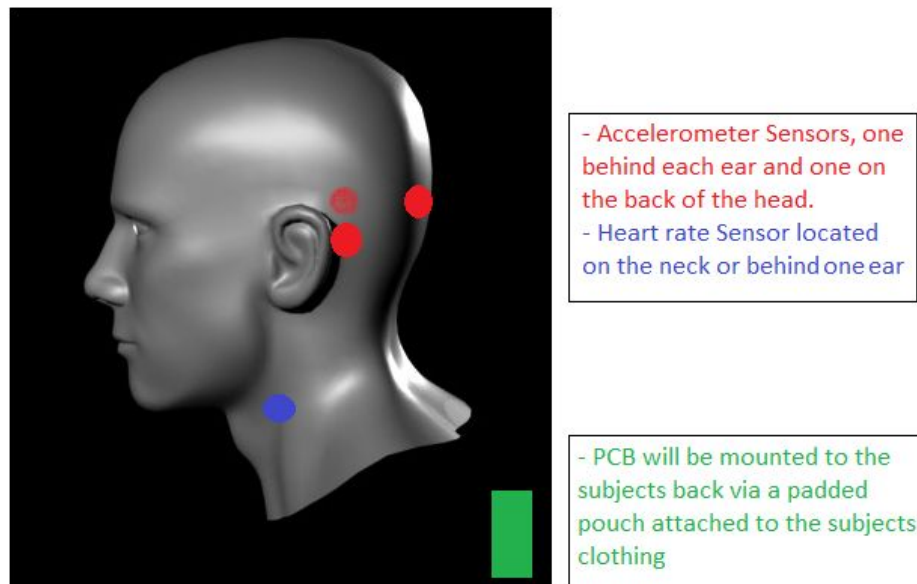 - Accelerometer Sensors, one
behind each ear and one on
the back of the head.
- Heart rate Sensor located
on the neck or behind one ear
- PCB will be mounted to the
subjects back via a padded
pouch attached to the subjects
clothing